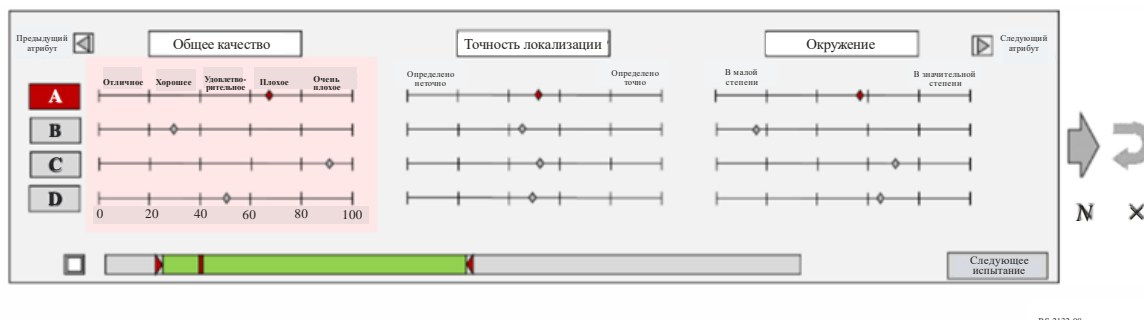 Предыдущий
атрибут
Общее качество
Точность локализации
Окружение
Следующий
атрибут
Отличное Хорошее Удовлетво-
рительное Плохое Очень
плохое
Определено
неточно
Определено
точно
В малой
степени
В значительной
степени
A
B
C
D
0 20 40 60 80 100
N ×
Следующее
испытание